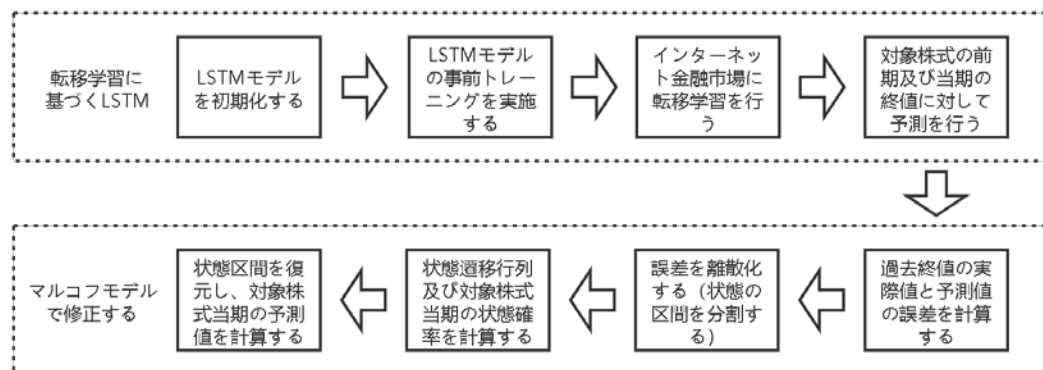 転移学習に
基づくLSTM
LSTMモデル
を初期化する
LSTMモデル
の事前トレー
ニングを実施
する
インターネッ
ト金融市場に
転移学習を行
う
対象株式の前
期及び当期の
終値に対して
予測を行う
過去終値の実
際値と予測値
の誤差を計算
する
誤差を離散化
する（状態の
区間を分割す
る）
状態遷移行列
及び対象株式
当期の状態確
率を計算する
状態区間を復
元し、対象株
式当期の予測
値を計算する
マルコフモデル
で修正する